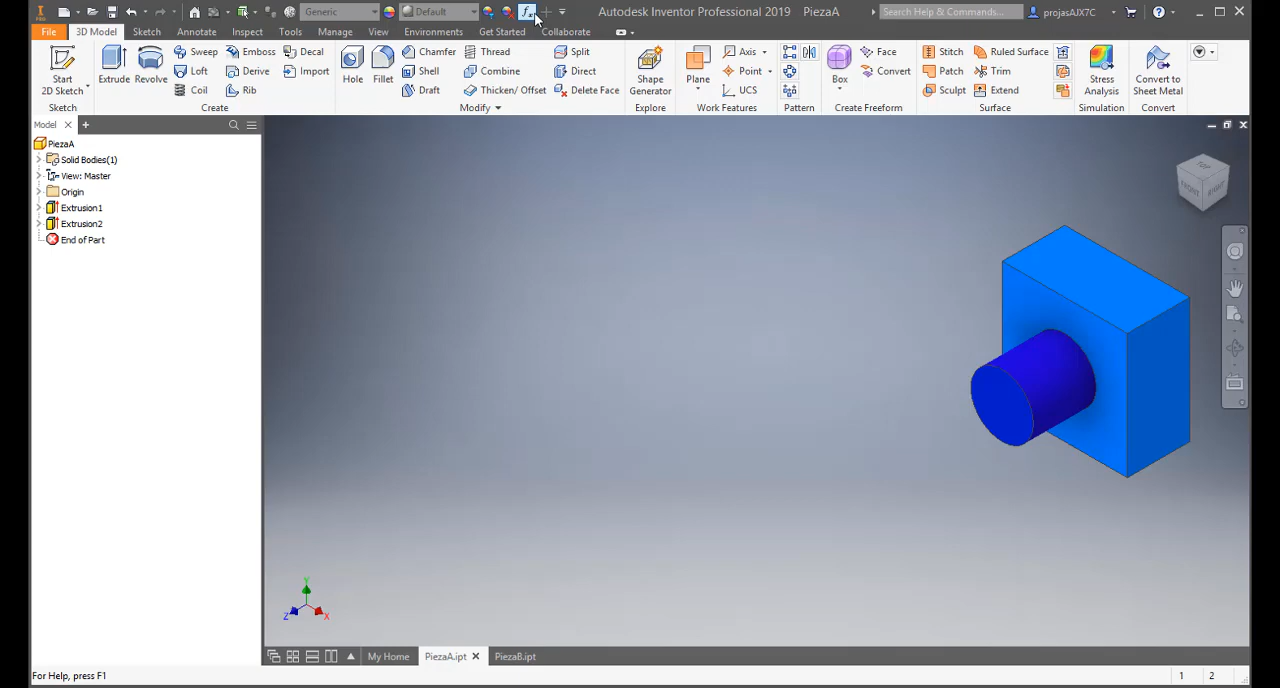 PRO
Generic
Default
fx
Autodesk Inventor Professional 2019 PiezaA
Search Help & Commands...
projasAJX7C
File
3D Model
Sketch
Annotate
Inspect
Tools
Manage
View
Environments
Get Started
Collaborate
Start
2D Sketch
Sketch
Extrude
Revolve
Sweep
Emboss
Decal
Loft
Derive
Import
Coil
Rib
Create
Hole
Fillet
Chamfer
Thread
Split
Shell
Combine
Direct
Draft
Thicken/ Offset
Delete Face
Modify
Shape
Generator
Explore
Plane
Axis
Point
UCS
Work Features
Pattern
Box
Face
Convert
Create Freeform
Stitch
Ruled Surface
Patch
Trim
Sculpt
Extend
Surface
Stress
Analysis
Simulation
Convert to
Sheet Metal
Convert
Model
PiezaA
Solid Bodies(1)
View: Master
Origin
Extrusion1
Extrusion2
End of Part
FRONT
RIGHT
Y
Z
X
My Home
PiezaA.ipt
PiezaB.ipt
For Help, press F1
1
2